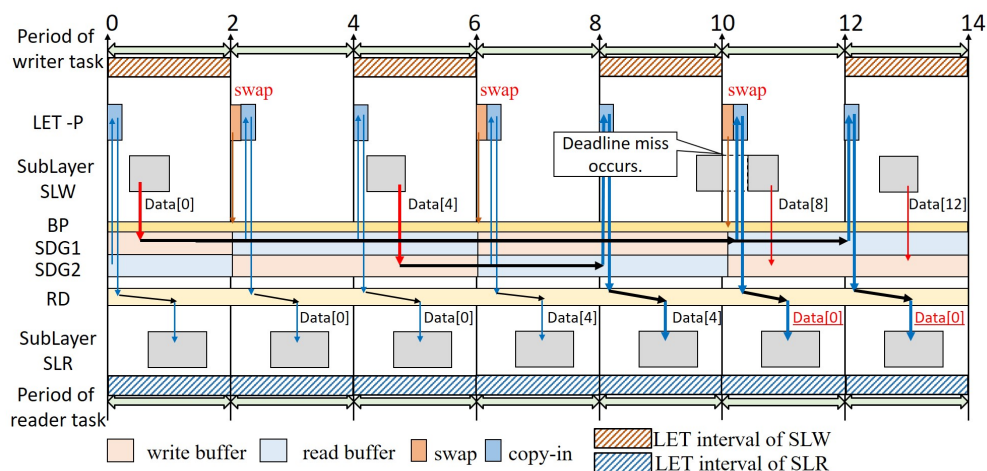 0 2 4 6 8 10 12 14
Period of
writer task
swap swap swap
LET -P
Deadline miss
occurs.
SubLayer
SLW
Data[0] Data[4] Data[8] Data[12]
BP
SDG1
SDG2
RD
Data[0] Data[0] Data[4] Data[4] Data[0] Data[0]
SubLayer
SLR
Period of
reader task
write buffer read buffer swap copy-in
LET interval of SLW
LET interval of SLR